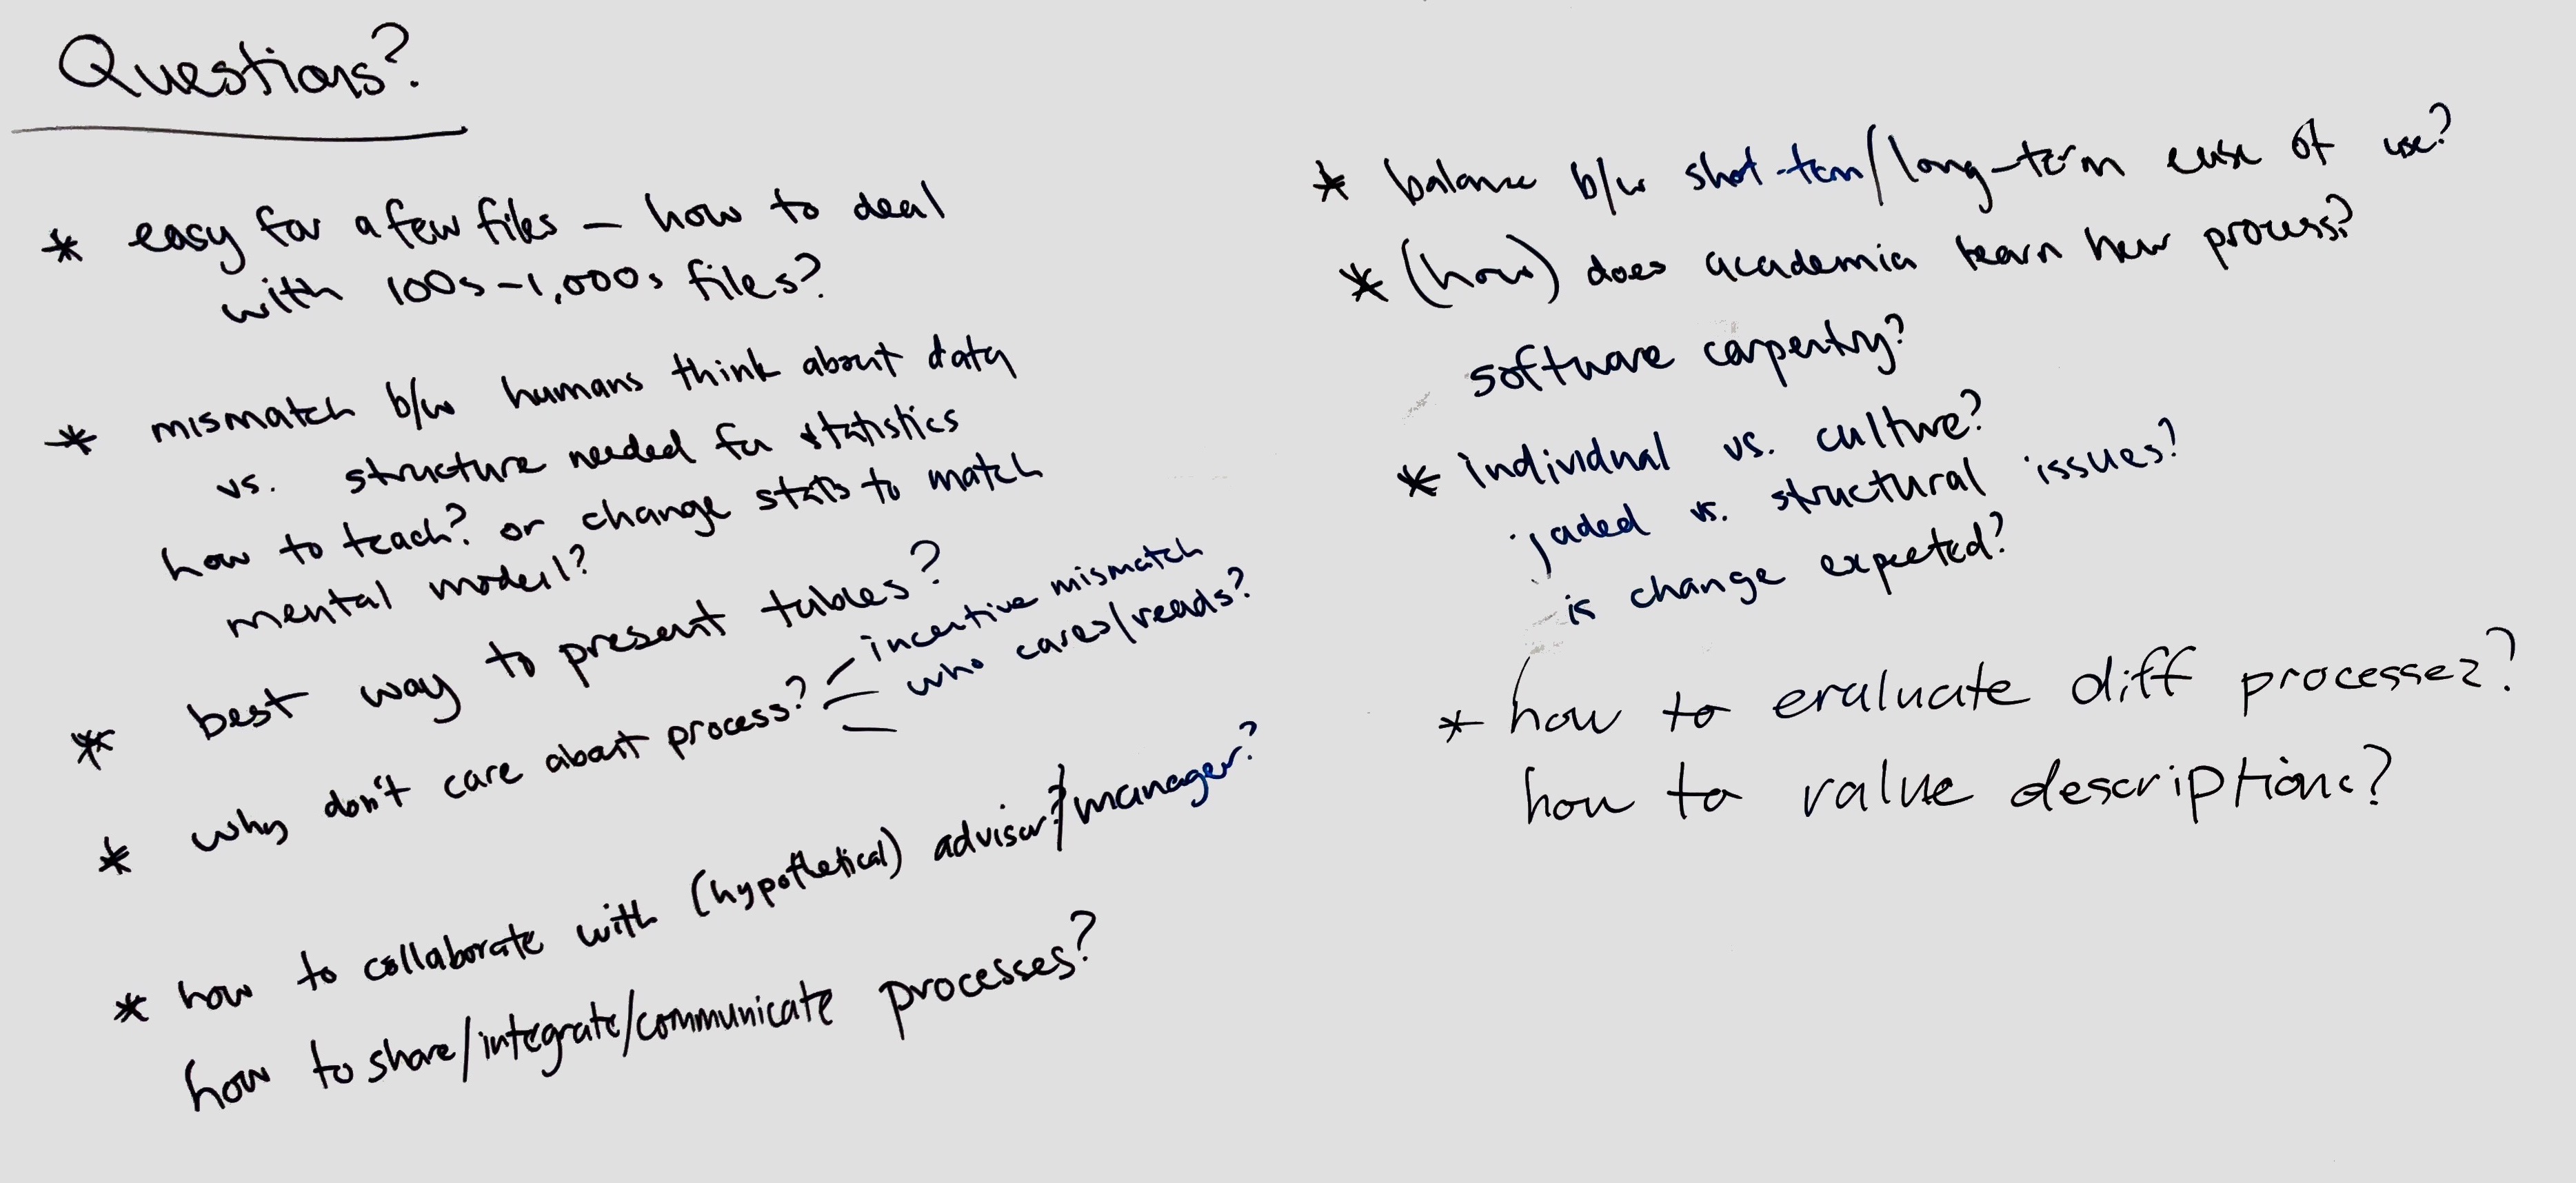 Questions?
* easy for a few files – how to deal
with 100s-1,000s files?
* mismatch b/w humans think about data
vs. structure needed for statistics
how to teach? or change stats to match
mental model?
* best way to present tables?
* why don't care about process?
incentive mismatch
who cares/reads?
* how to collaborate with (hypothetical) advisor?/manager?
how to share/integrate/communicate processes?
* balance b/w short-term/long-term ease of use?
* (how) does academia learn new process?
software carpentry?
* individual vs. culture?
jaded vs. structural issues?
is change expected?
* how to evaluate diff processes?
how to value descriptions?